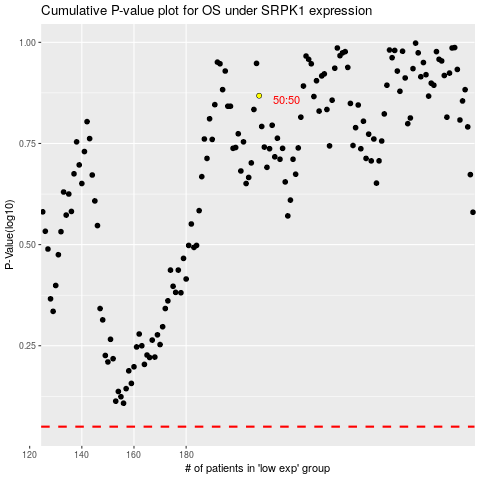 Cumulative P-value plot for OS under SRPK1 expression
1.00
0.75
0.50
0.25
P-Value(log10)
50:50
120 140 160 180
# of patients in 'low exp' group